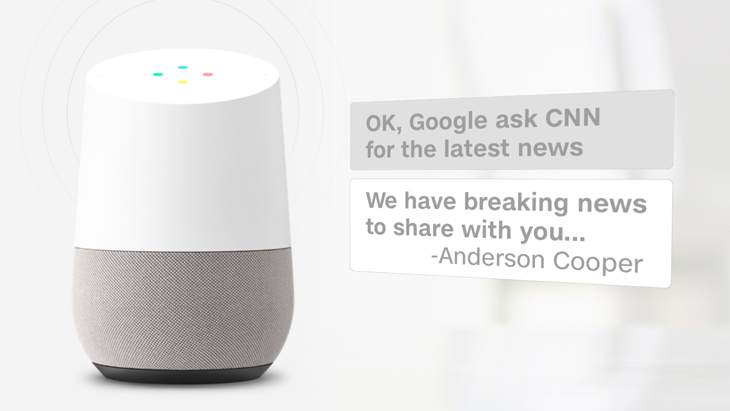 OK, Google ask CNN
for the latest news
We have breaking news
to share with you...
-Anderson Cooper